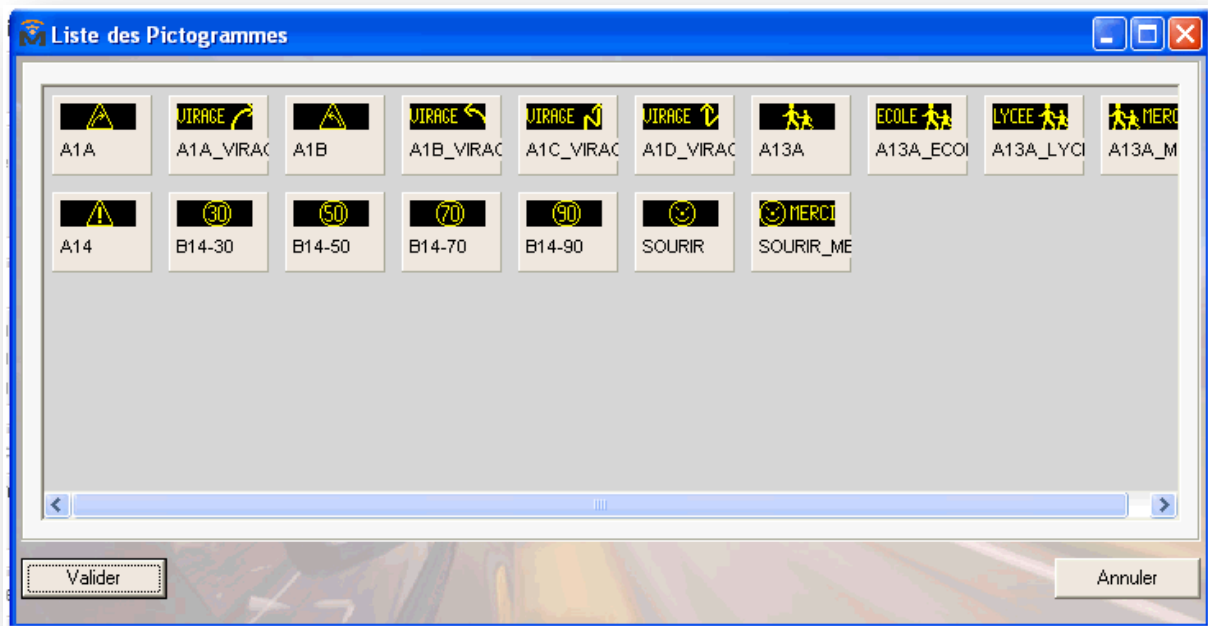 Liste des Pictogrammes
VIRAGE VIRAGE VIRAGE VIRAGE ECOLE LYCEE MERC
A1A A1A_VIRAC A1B A1B_VIRAC A1C_VIRAC A1D_VIRAC A13A A13A_ECOI A13A_LYCI A13A_M
30 50 70 90 MERCI
A14 B14-30 B14-50 B14-70 B14-90 SOURIR SOURIR_ME
Valider Annuler